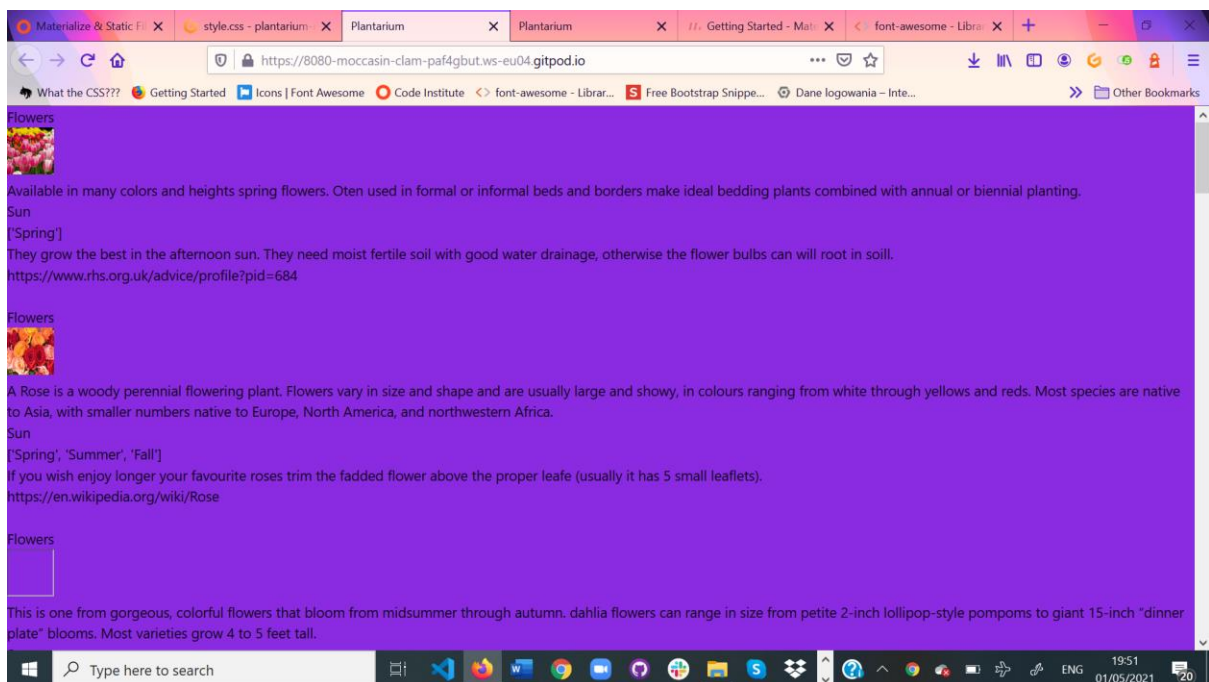 Materialize & Static Fi
style.css - plantarium-
Plantarium
Plantarium
Getting Started - Mate
font-awesome - Librar
https://8080-moccasin-clam-paf4gbut.ws-eu04.gitpod.io
What the CSS???
Getting Started
Icons | Font Awesome
Code Institute
font-awesome - Librar...
Free Bootstrap Snippe...
Dane logowania – Inte...
Other Bookmarks
Flowers
Available in many colors and heights spring flowers. Oten used in formal or informal beds and borders make ideal bedding plants combined with annual or biennial planting.
Sun
['Spring']
They grow the best in the afternoon sun. They need moist fertile soil with good water drainage, otherwise the flower bulbs can will root in soill.
https://www.rhs.org.uk/advice/profile?pid=684
Flowers
A Rose is a woody perennial flowering plant. Flowers vary in size and shape and are usually large and showy, in colours ranging from white through yellows and reds. Most species are native
to Asia, with smaller numbers native to Europe, North America, and northwestern Africa.
Sun
['Spring', 'Summer', 'Fall']
If you wish enjoy longer your favourite roses trim the fadded flower above the proper leafe (usually it has 5 small leaflets).
https://en.wikipedia.org/wiki/Rose
Flowers
This is one from gorgeous, colorful flowers that bloom from midsummer through autumn. dahlia flowers can range in size from petite 2-inch lollipop-style pompoms to giant 15-inch "dinner
plate" blooms. Most varieties grow 4 to 5 feet tall.
Type here to search
ENG
19:51
01/05/2021
20